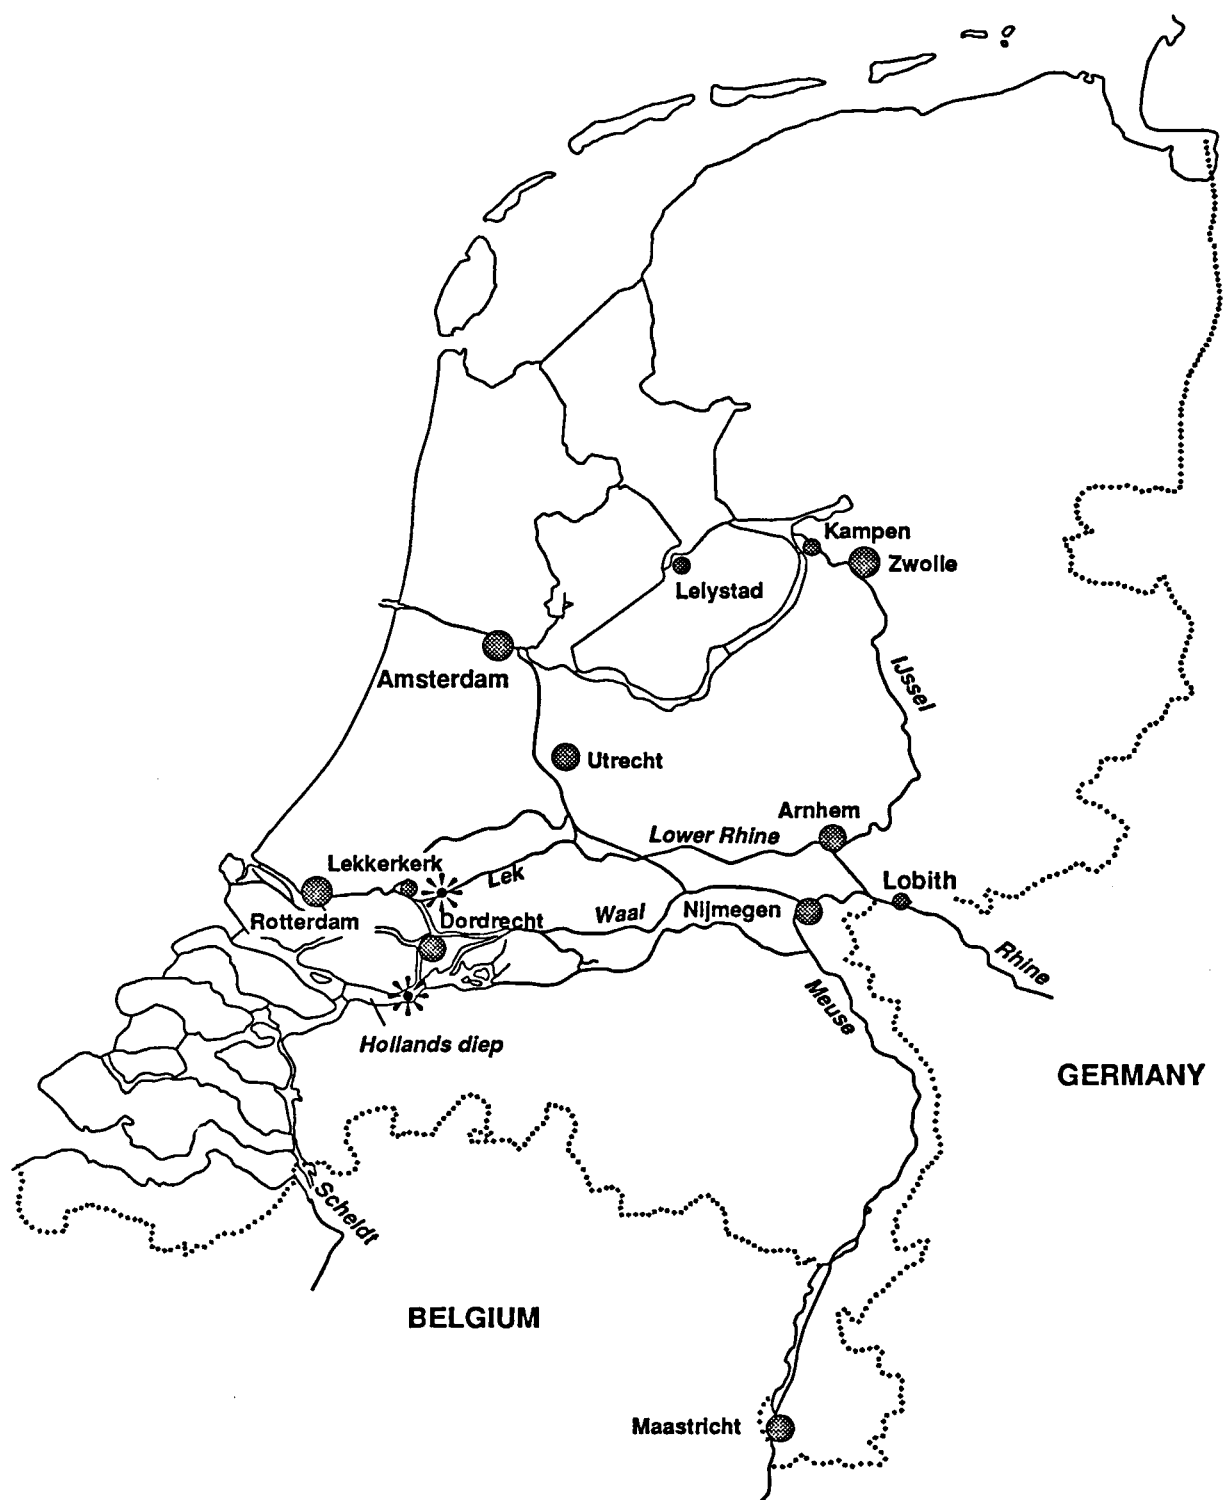 Kampen
Zwolle
Lelystad
IJssel
Amsterdam
Utrecht
Arnhem
Lower Rhine
Lekkerkerk
Lek
Lobith
Rotterdam
Dordrecht
Waal
Nijmegen
Rhine
Meuse
Hollands diep
GERMANY
Scheldt
BELGIUM
Maastricht